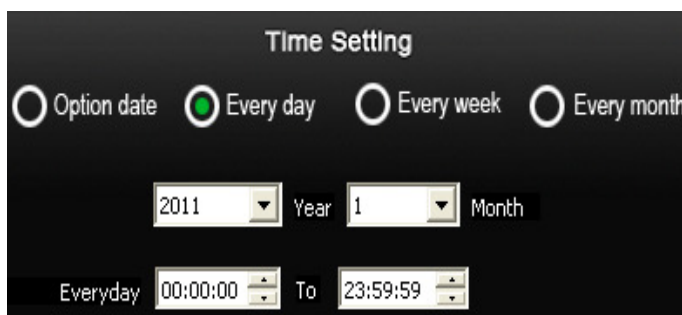 Time Setting
Option date Every day Every week Every month
2011 Year 1 Month
Everyday 00:00:00 To 23:59:59